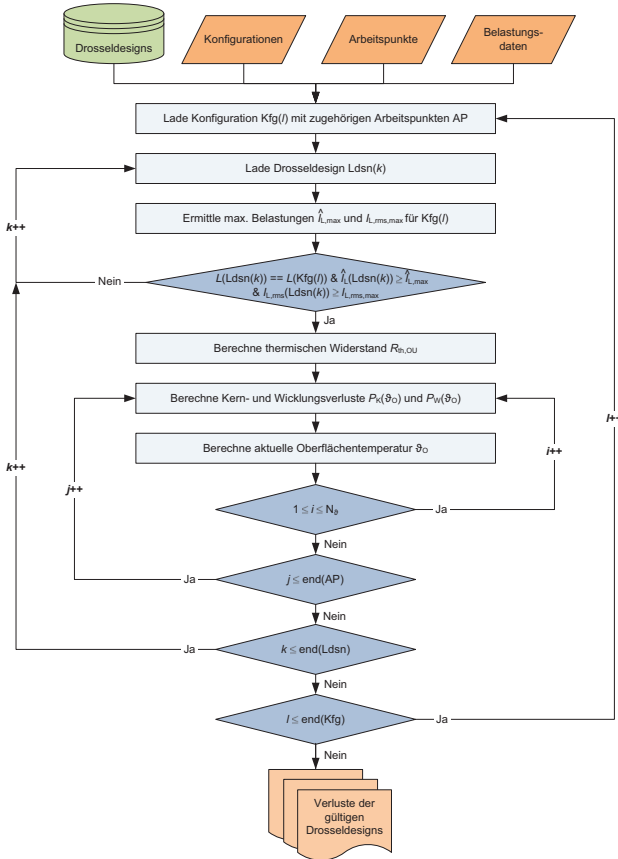 Drosseldesigns
Konfigurationen
Arbeitspunkte
Belastungs-
daten
Lade Konfiguration Kfg(l) mit zugehörigen Arbeitspunkten AP
Lade Drosseldesign Ldsn(k)
Ermittle max. Belastungen Î_L,max und I_L,rms,max für Kfg(l)
k++
Nein
L(Ldsn(k)) == L(Kfg(l)) & Î_L(Ldsn(k)) ≥ Î_L,max
& I_L,rms(Ldsn(k)) ≥ I_L,rms,max
Ja
Berechne thermischen Widerstand R_th,OU
Berechne Kern- und Wicklungsverluste P_K(ϑ_O) und P_W(ϑ_O)
l++
Berechne aktuelle Oberflächentemperatur ϑ_O
i++
k++
j++
1 ≤ i ≤ N_ϑ
Ja
Nein
Ja
j ≤ end(AP)
Nein
Ja
k ≤ end(Ldsn)
Nein
l ≤ end(Kfg)
Ja
Nein
Verluste der
gültigen
Drosseldesigns